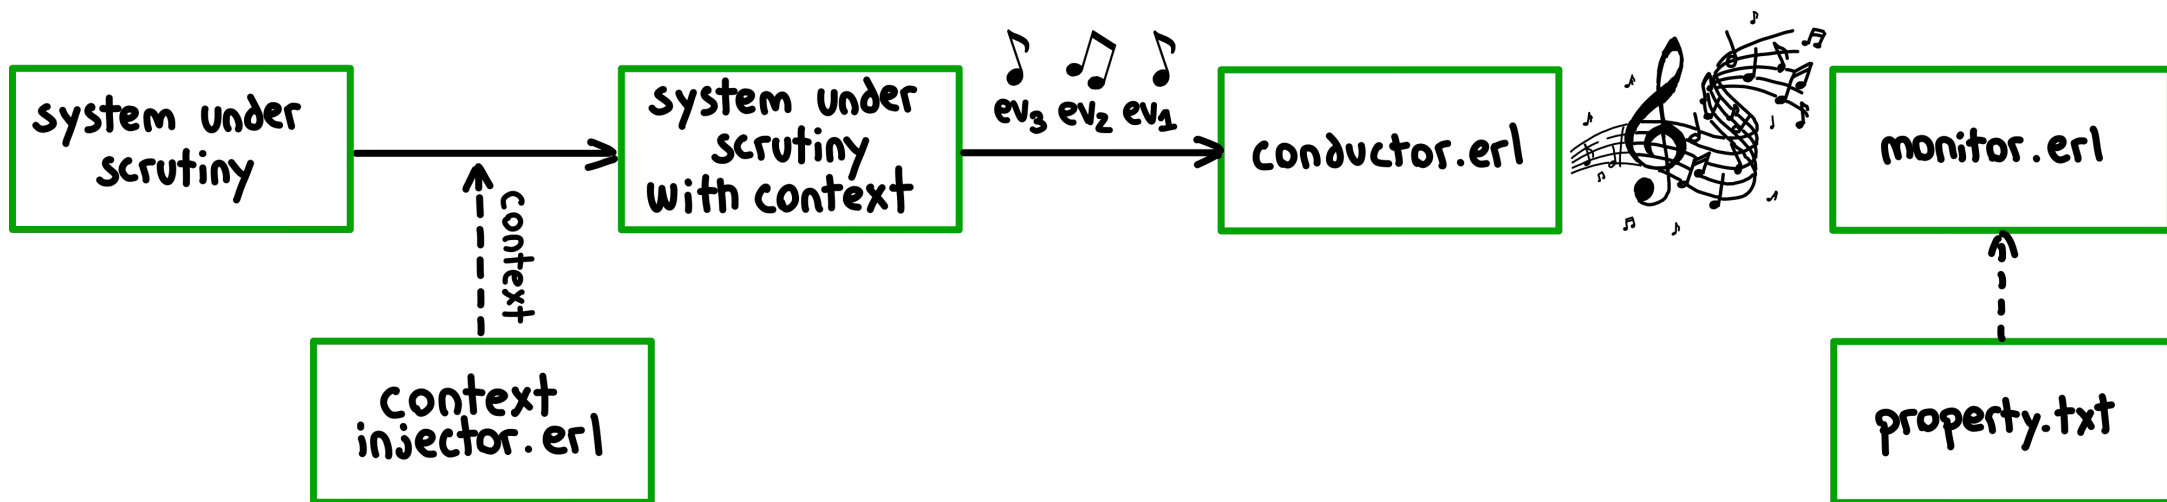 system under
scrutiny
context
system under
scrutiny
with context
ev3 ev2 ev1
conductor.erl
monitor.erl
context
injector.erl
property.txt